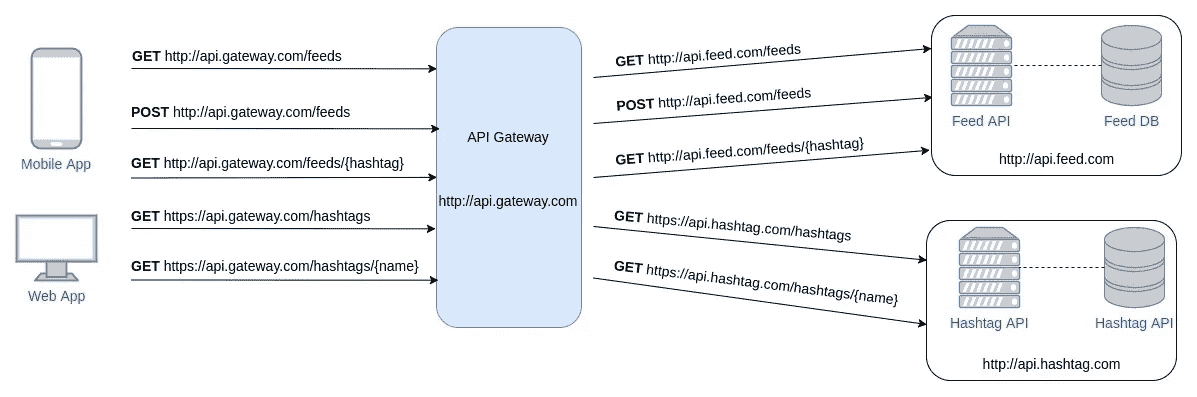 GET http://api.gateway.com/feeds
POST http://api.gateway.com/feeds
Mobile App
GET http://api.gateway.com/feeds/{hashtag}
GET https://api.gateway.com/hashtags
GET https://api.gateway.com/hashtags/{name}
Web App
API Gateway
http://api.gateway.com
GET http://api.feed.com/feeds
POST http://api.feed.com/feeds
GET http://api.feed.com/feeds/{hashtag}
GET https://api.hashtag.com/hashtags
GET https://api.hashtag.com/hashtags/{name}
Feed API
Feed DB
http://api.feed.com
Hashtag API
Hashtag API
http://api.hashtag.com